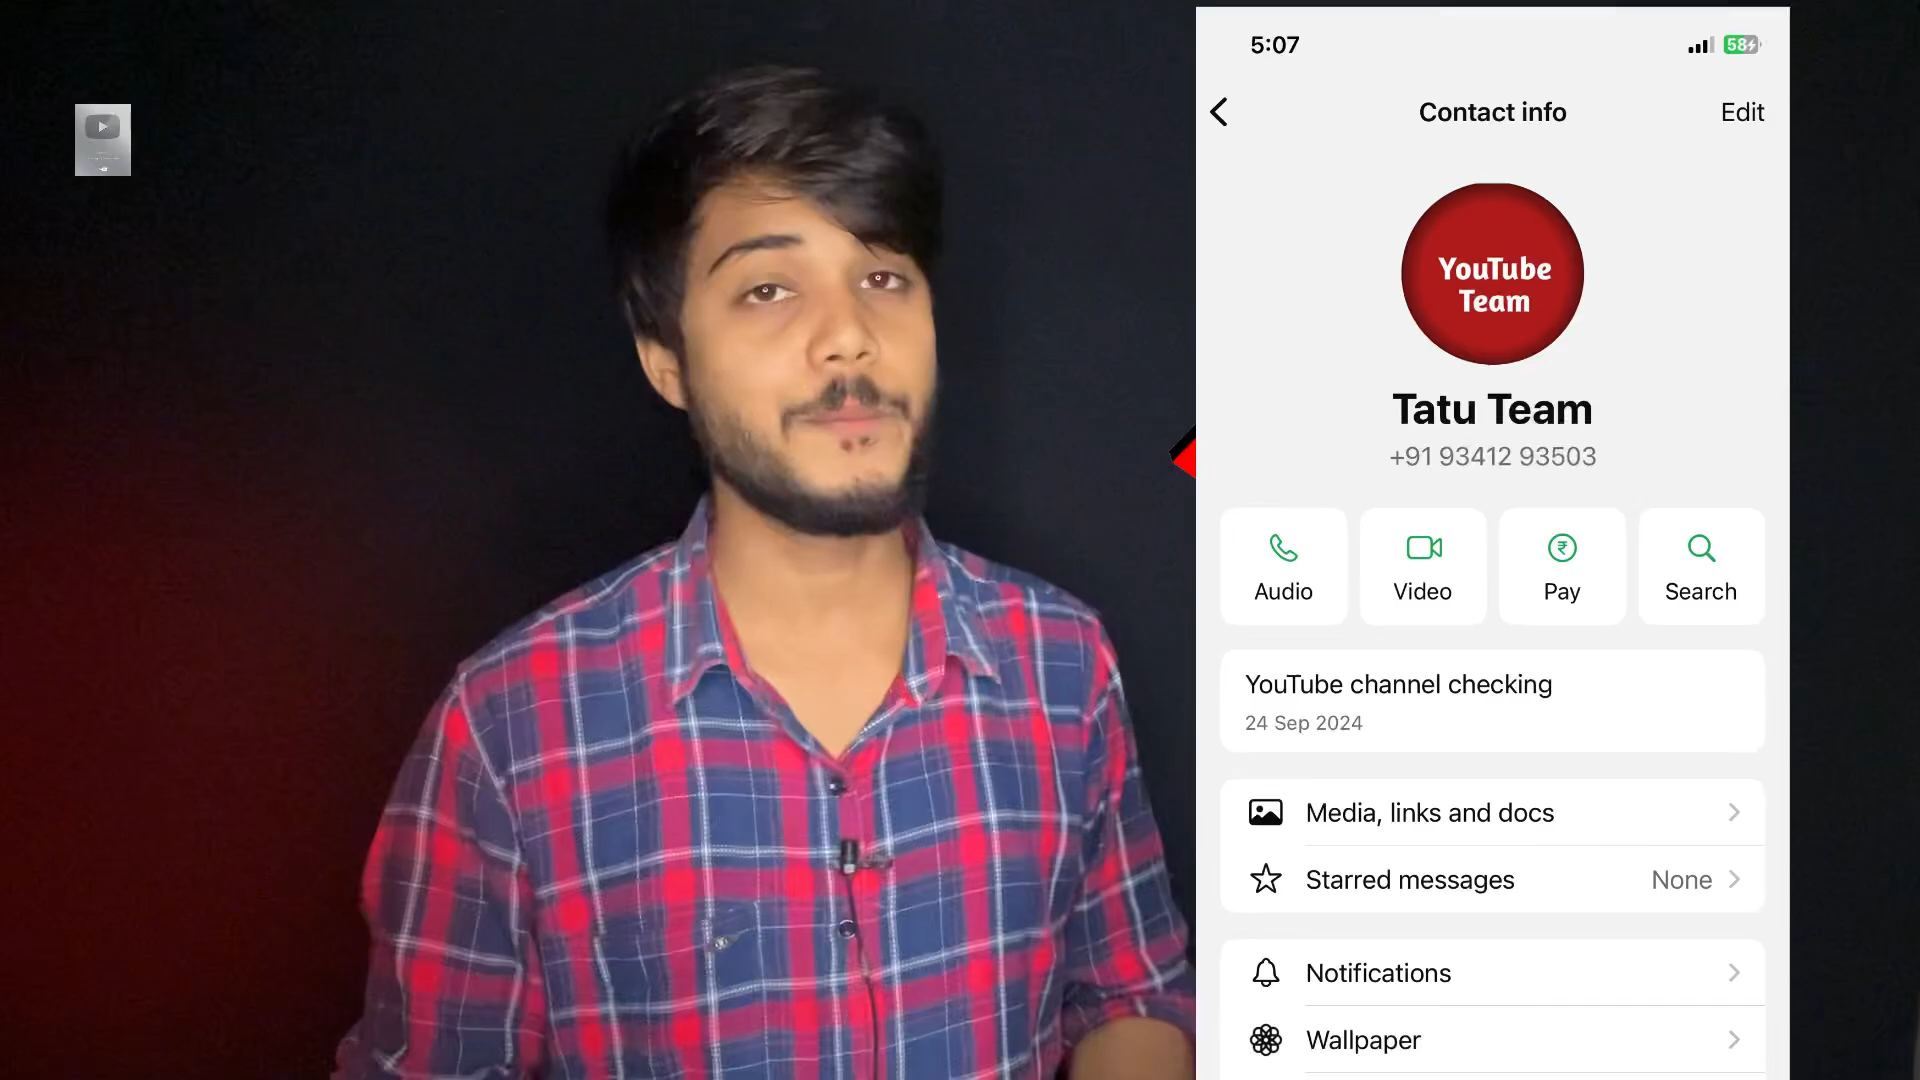 5:07
58
Contact info
Edit
YouTube
Team
Tatu Team
+91 93412 93503
Audio
Video
Pay
Search
YouTube channel checking
24 Sep 2024
Media, links and docs
Starred messages
None
Notifications
Wallpaper